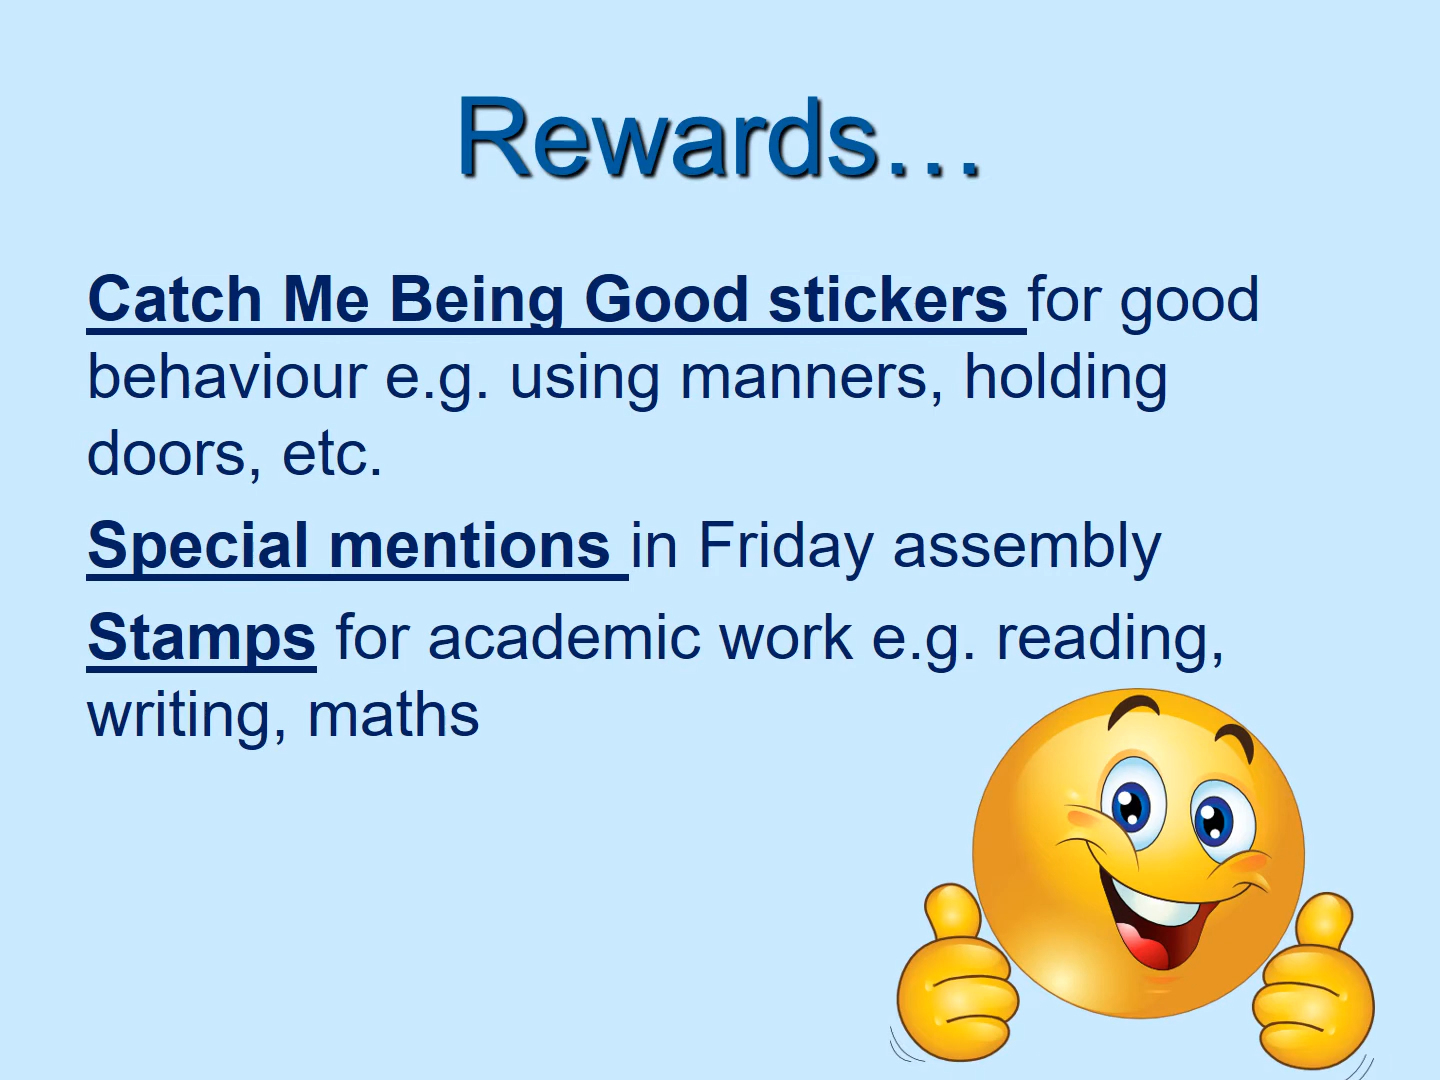 Rewards…
Catch Me Being Good stickers for good
behaviour e.g. using manners, holding
doors, etc.
Special mentions in Friday assembly
Stamps for academic work e.g. reading,
writing, maths